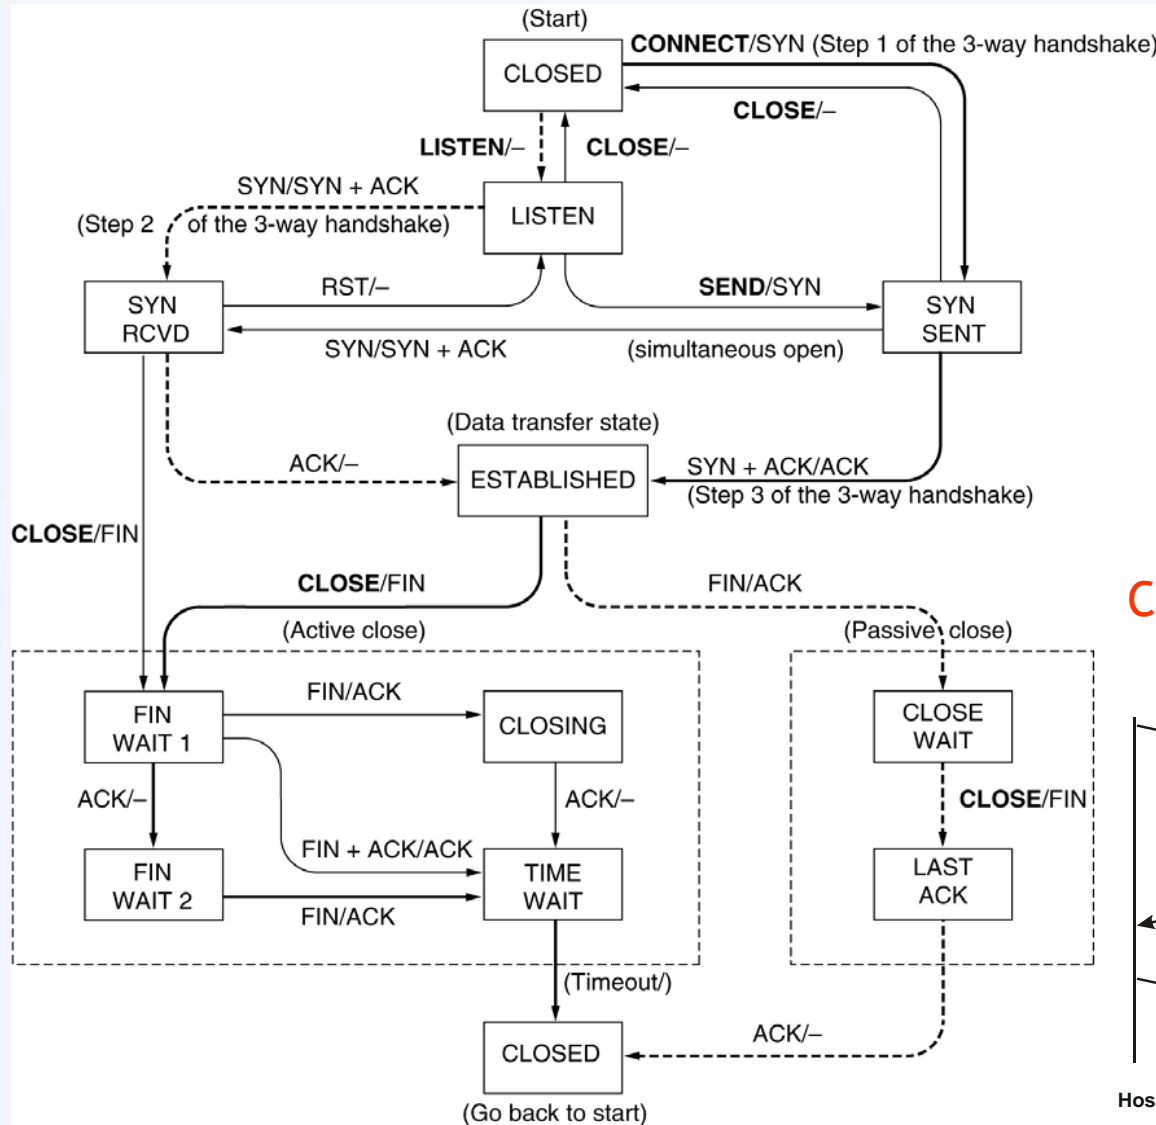 (Start)
CONNECT/SYN (Step 1 of the 3-way handshake)
CLOSED
CLOSE/–
LISTEN/–
CLOSE/–
SYN/SYN + ACK
(Step 2 of the 3-way handshake)
LISTEN
RST/–
SEND/SYN
SYN
RCVD
SYN
SENT
SYN/SYN + ACK
(simultaneous open)
(Data transfer state)
ACK/–
ESTABLISHED
SYN + ACK/ACK
(Step 3 of the 3-way handshake)
CLOSE/FIN
CLOSE/FIN
FIN/ACK
C
(Active close)
(Passive close)
FIN
WAIT 1
FIN/ACK
CLOSING
CLOSE
WAIT
ACK/–
ACK/–
CLOSE/FIN
FIN + ACK/ACK
FIN
WAIT 2
FIN/ACK
TIME
WAIT
LAST
ACK
(Timeout/)
CLOSED
ACK/–
(Go back to start)
Hos